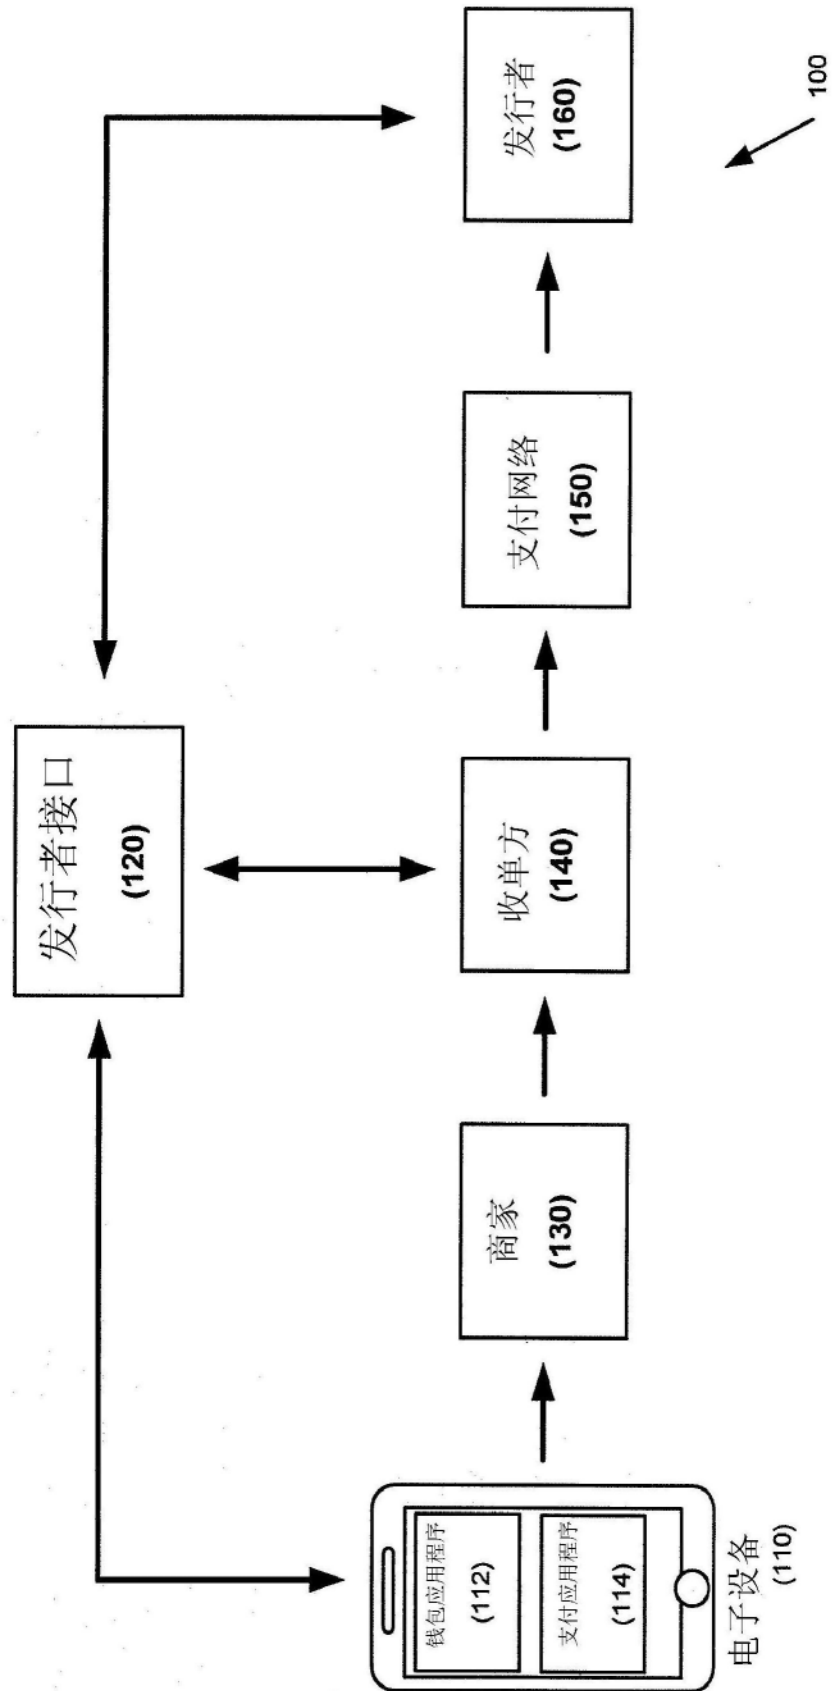 发行者接口
(120)
钱包应用程序
(112)
支付应用程序
(114)
电子设备
(110)
商家
(130)
收单方
(140)
支付网络
(150)
发行者
(160)
100